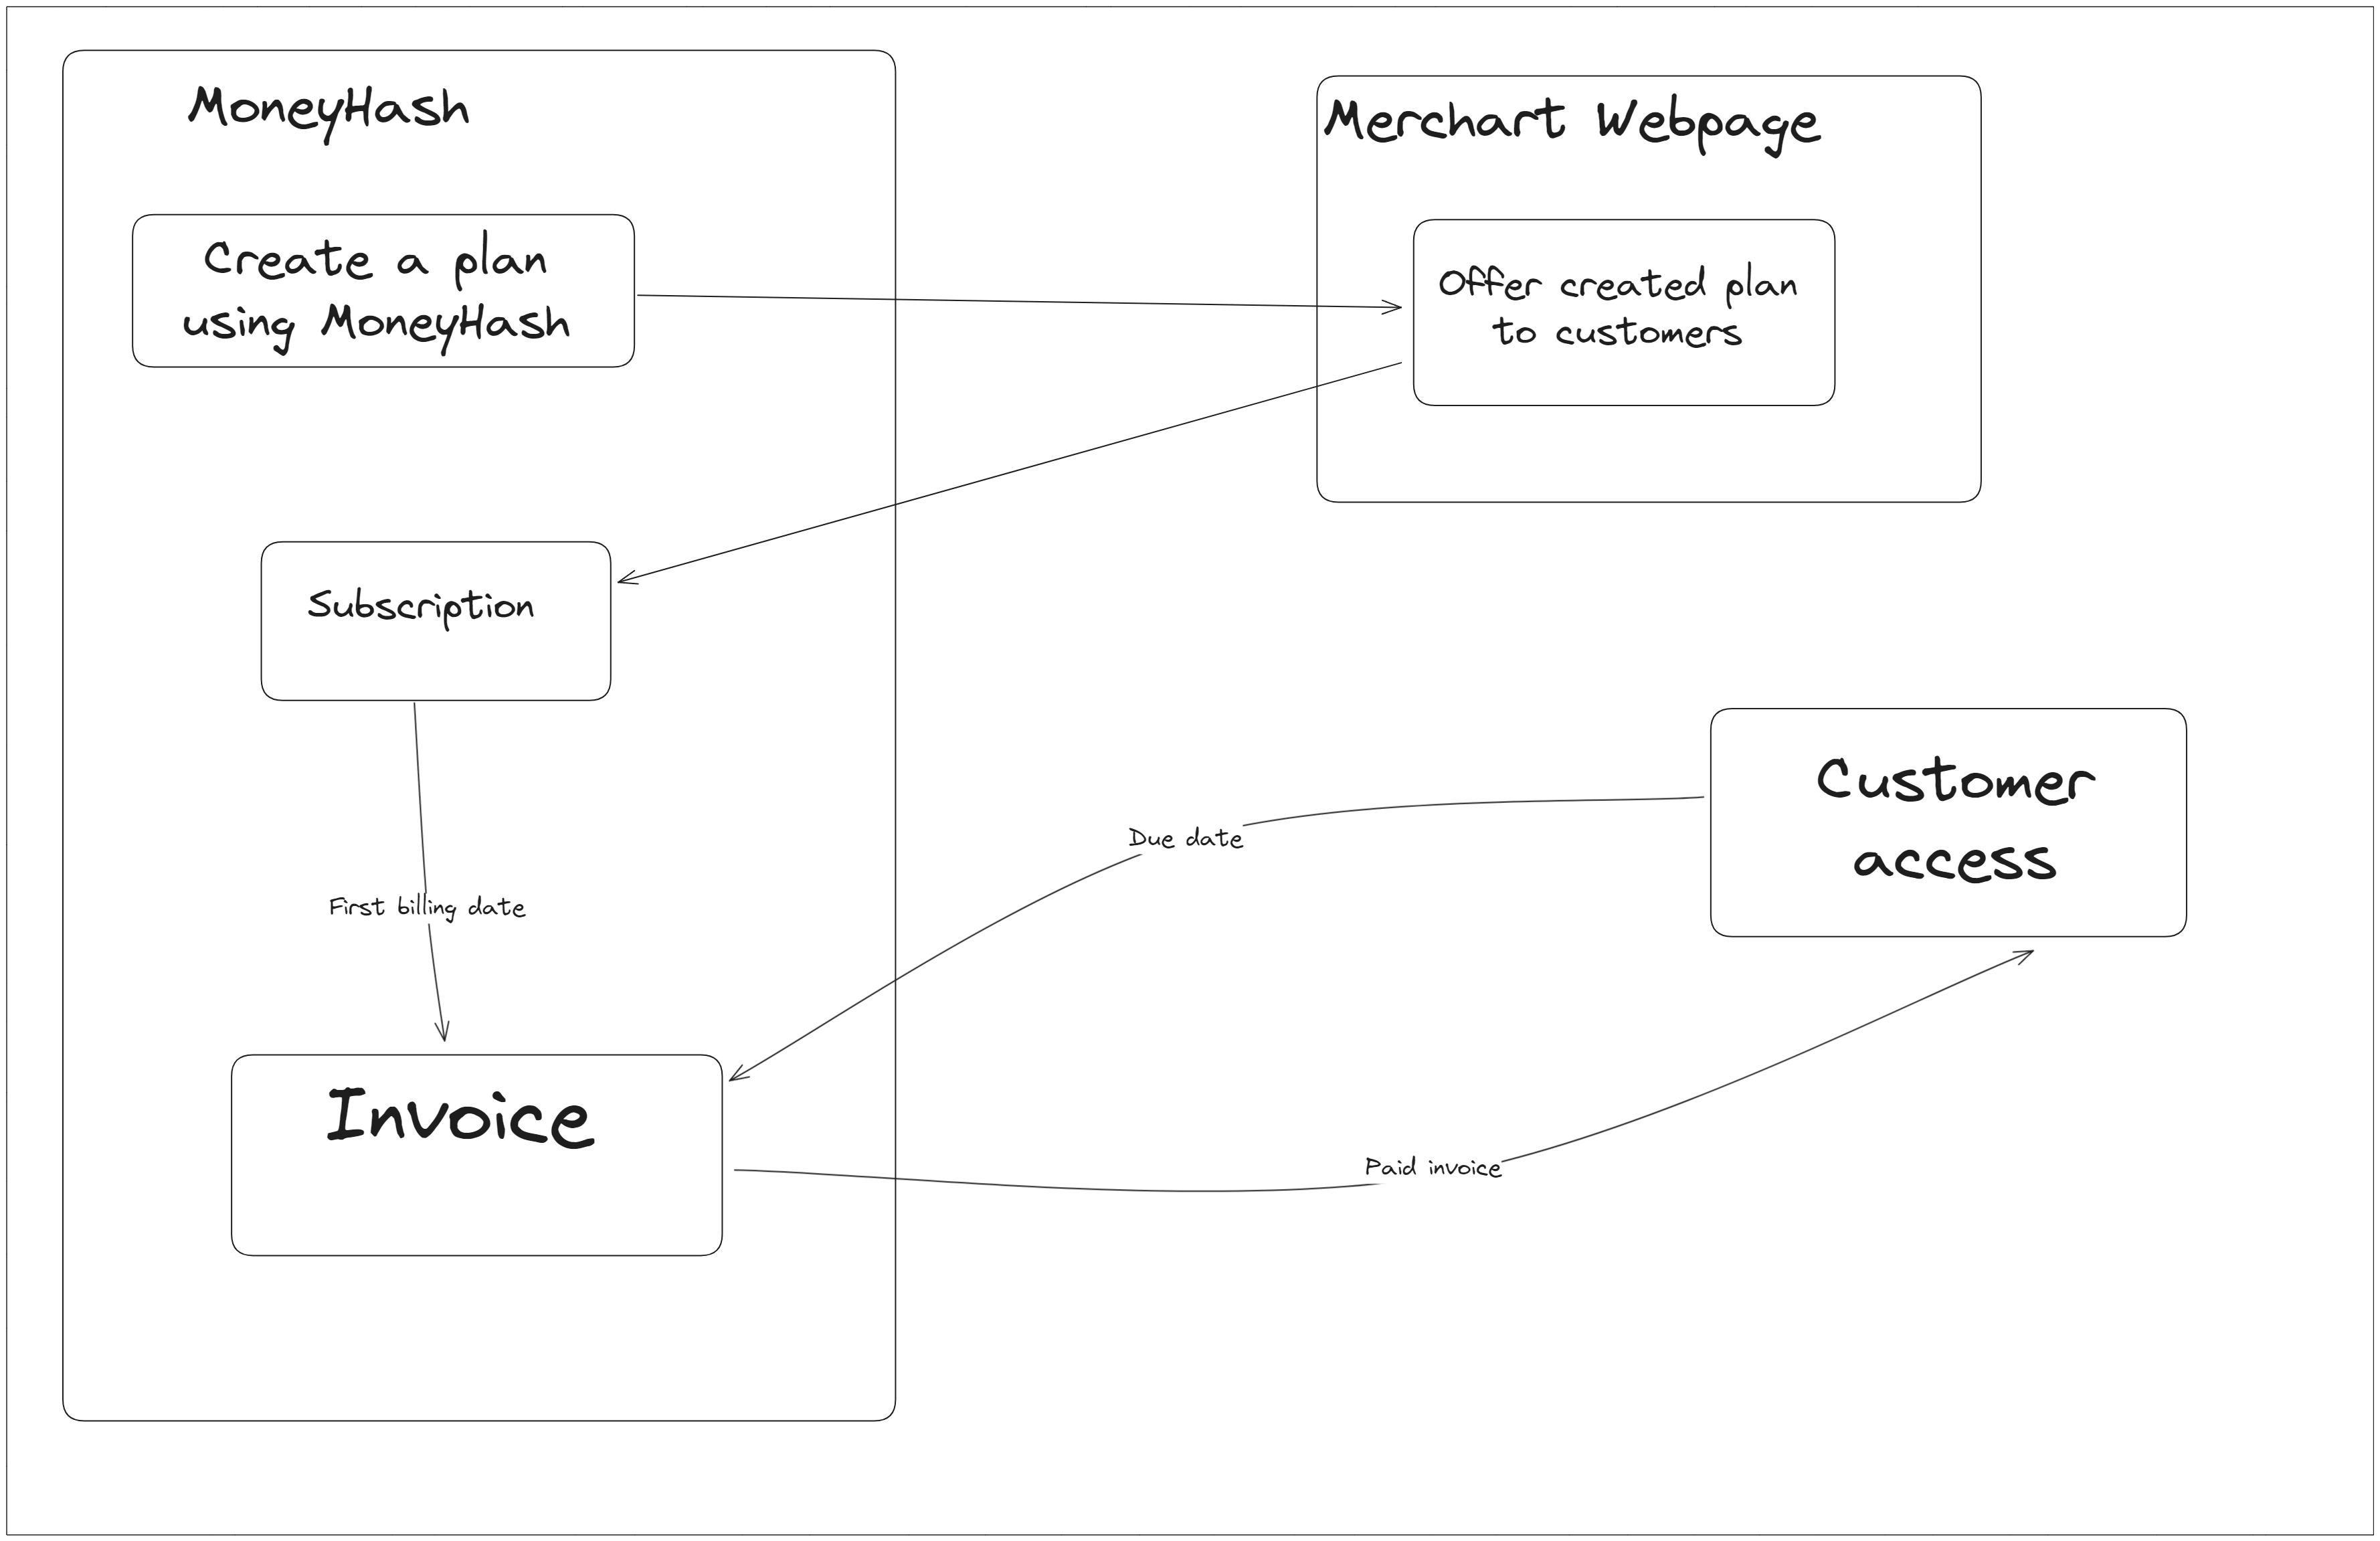 MoneyHash
Merchart Webpage
Create a plan
using MoneyHash
Offer created plan
to customers
Subscription
Customer
access
Due date
First billing date
Invoice
Paid invoice